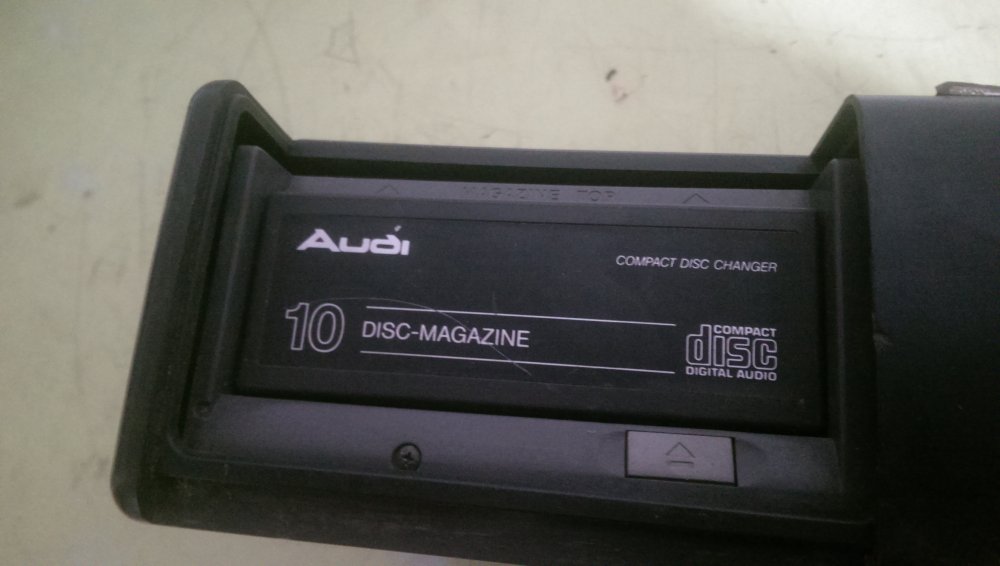 MAGAZINE TOP
Audi
COMPACT DISC CHANGER
10 DISC-MAGAZINE
COMPACT
disc
DIGITAL AUDIO